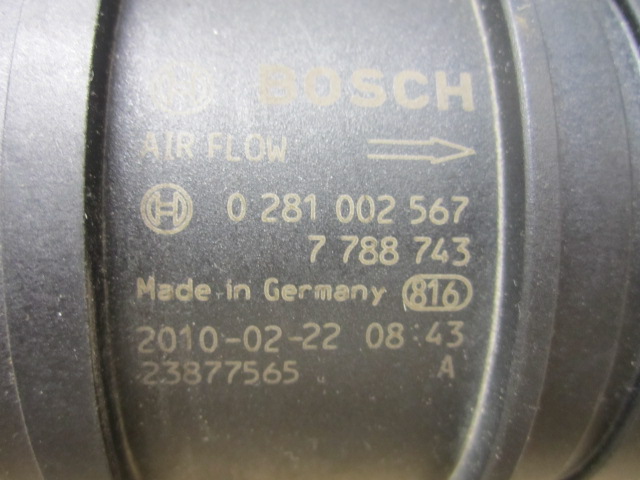 BOSCH
AIR FLOW
0 281 002 567
7 788 743
Made in Germany 816
2010-02-22 08:43
23877565 A